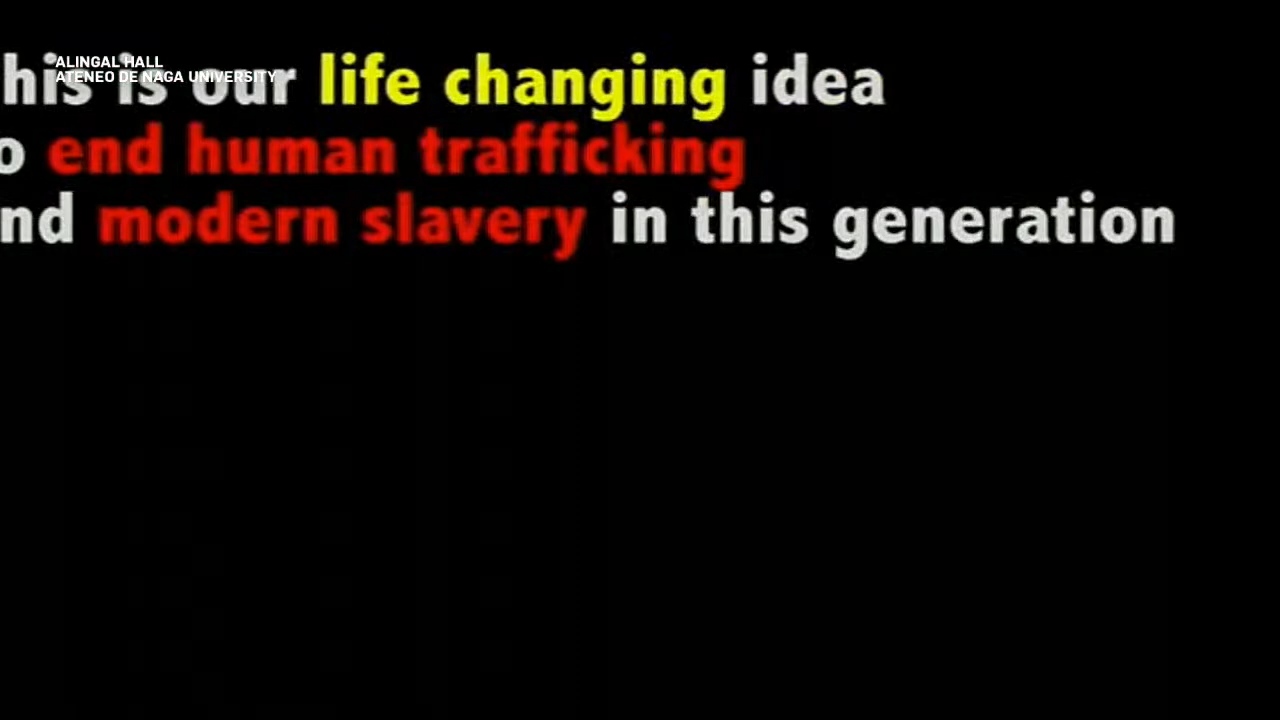 ALINGAL HALL
ATENEO DE NAGA UNIVERSITY
his is our life changing idea
o end human trafficking
nd modern slavery in this generation